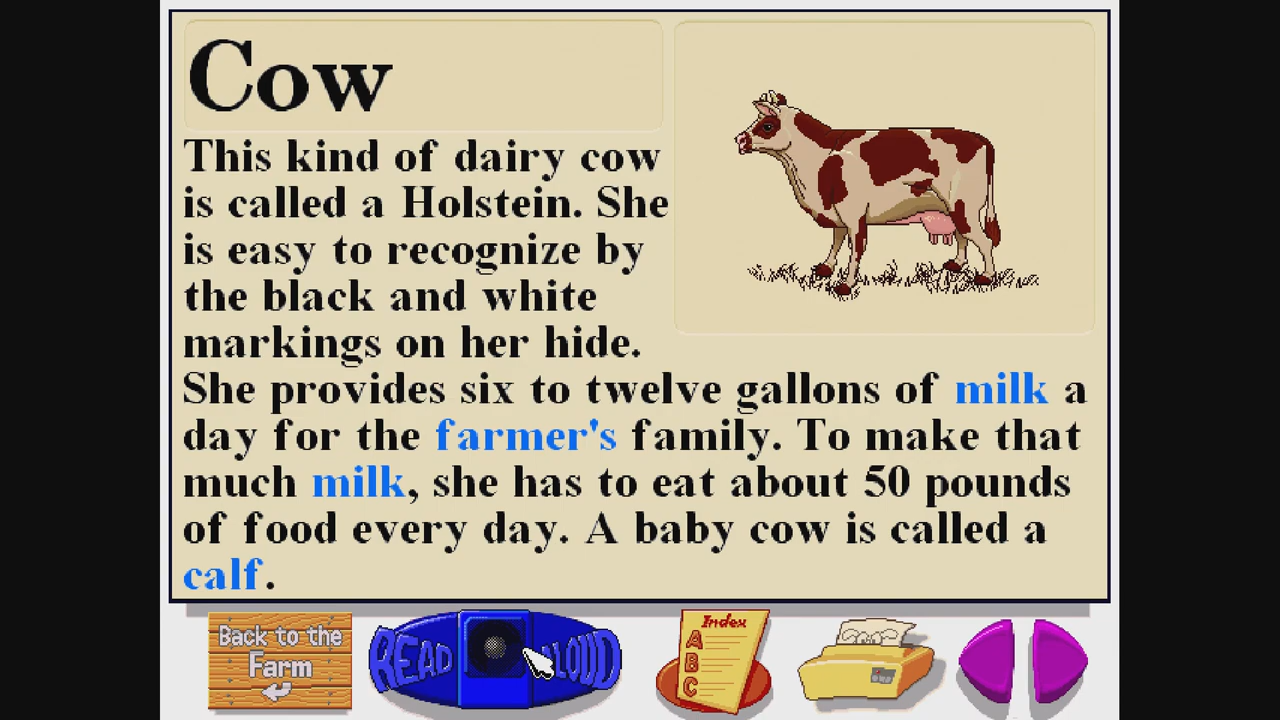 Cow
This kind of dairy cow
is called a Holstein. She
is easy to recognize by
the black and white
markings on her hide.
She provides six to twelve gallons of milk a
day for the farmer's family. To make that
much milk, she has to eat about 50 pounds
of food every day. A baby cow is called a
calf.
Back to the
Farm
READ ALOUD
Index
A
B
C